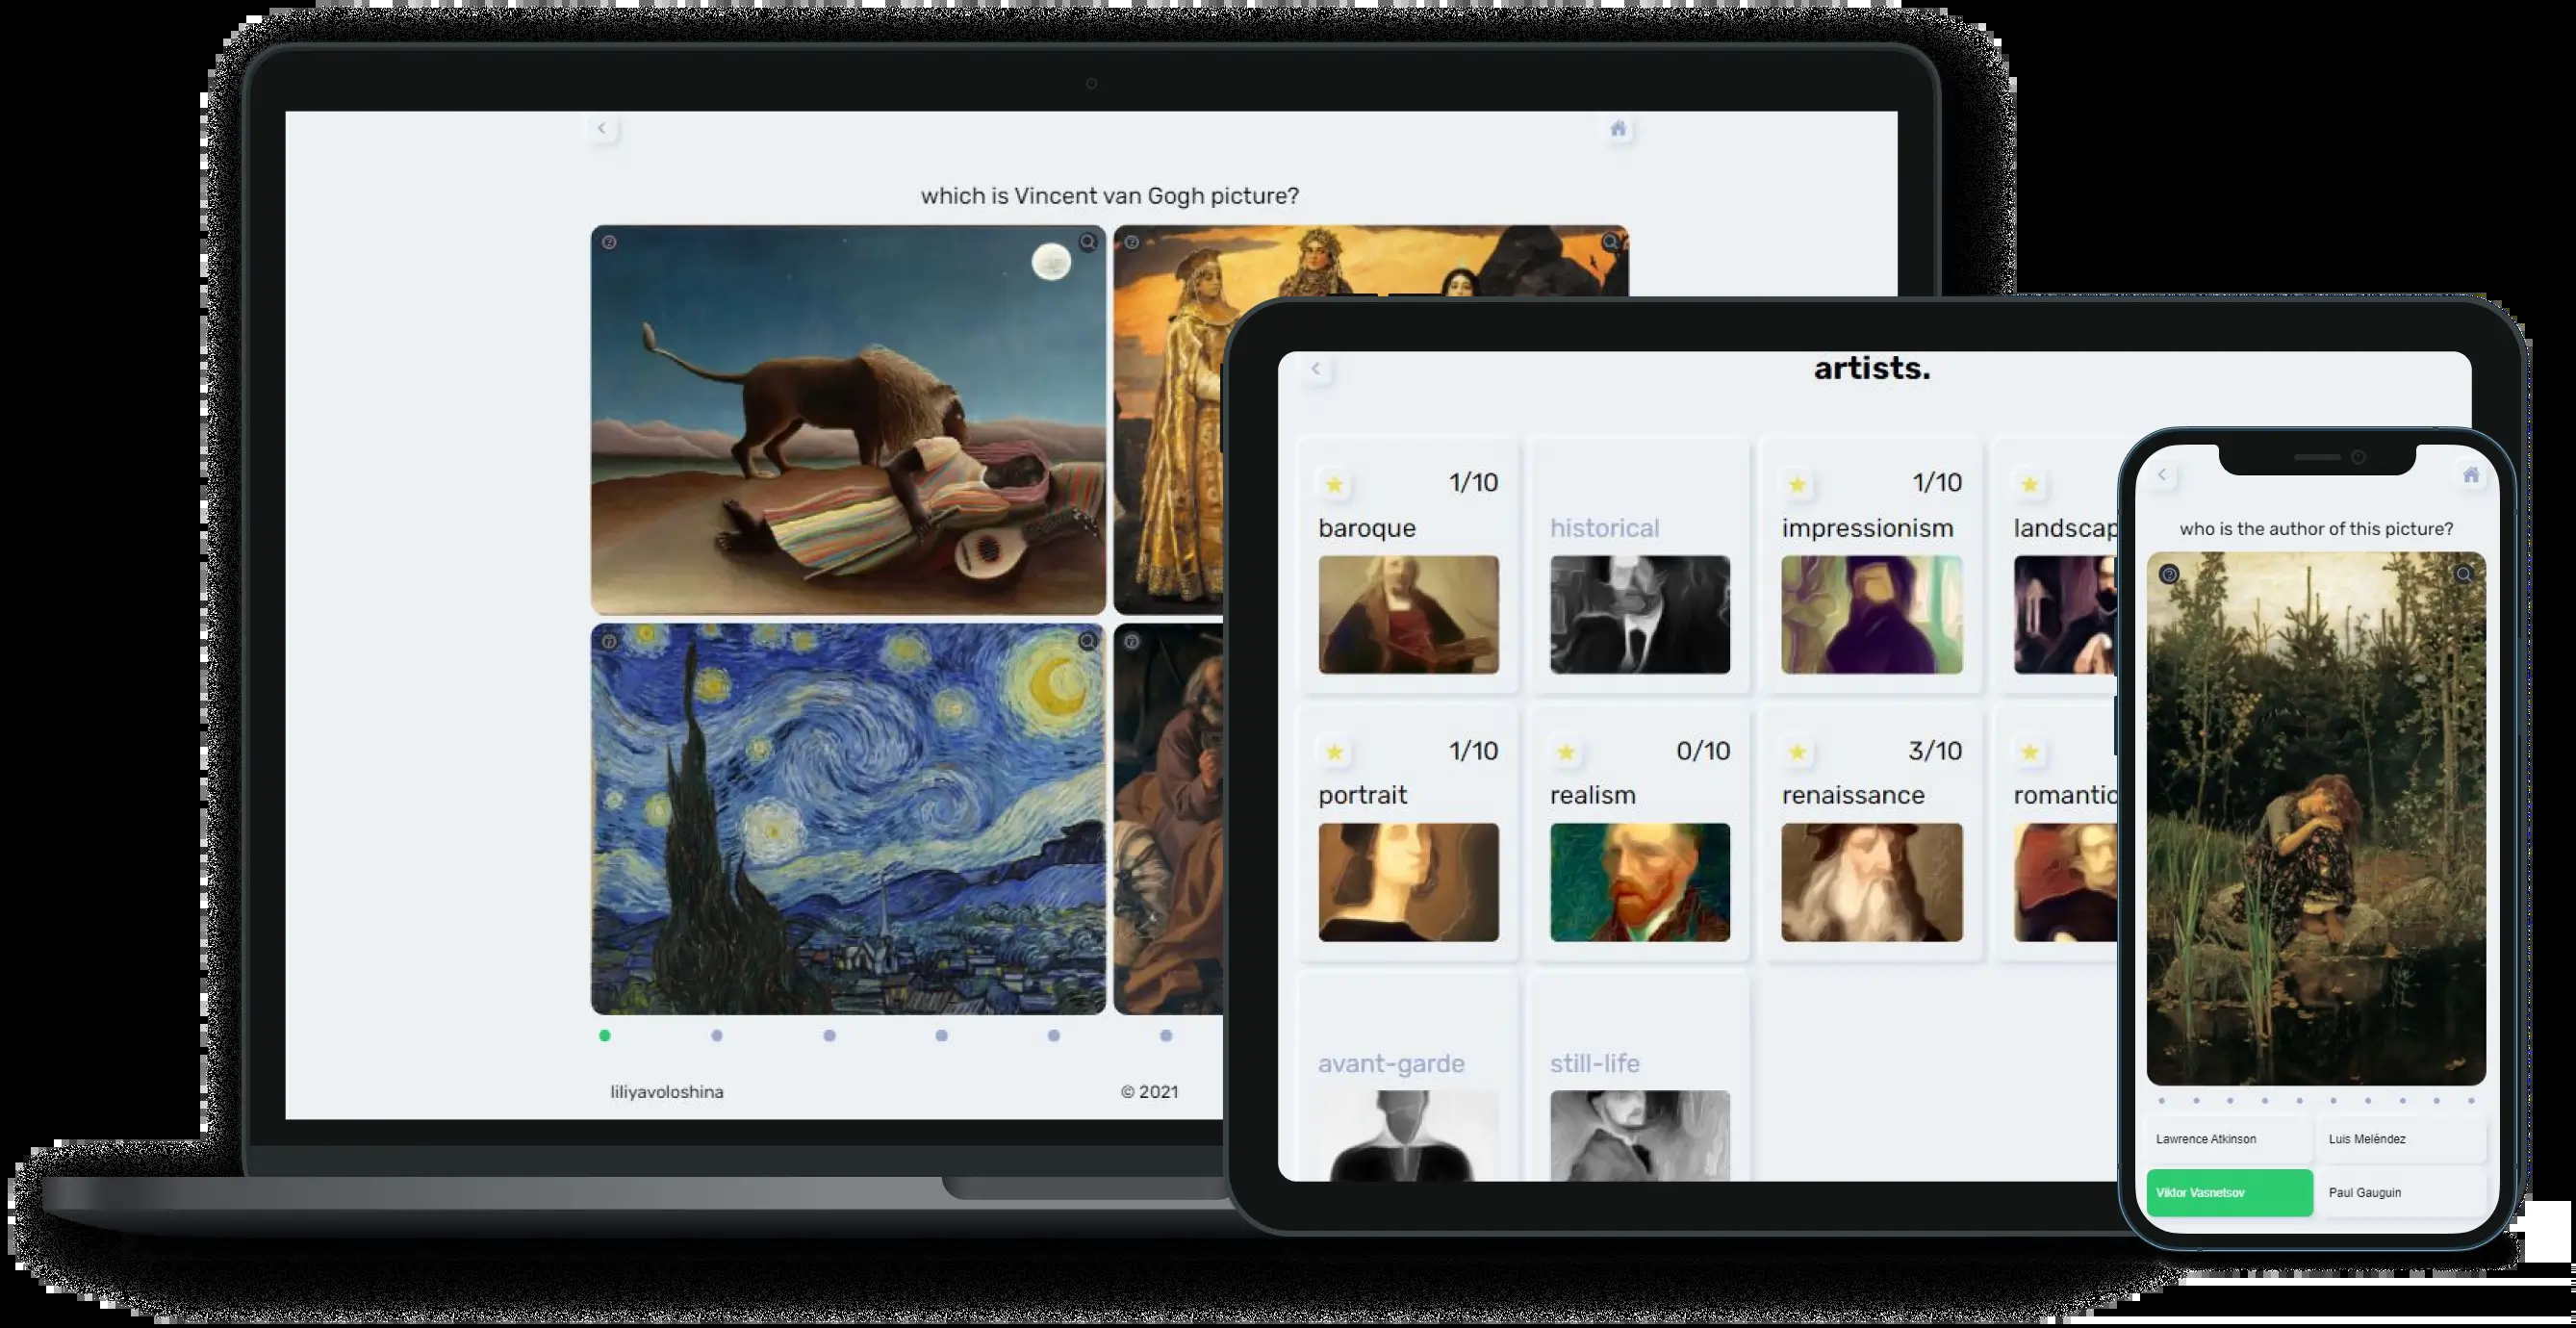 which is Vincent van Gogh picture?
liliyavoloshina
© 2021
artists.
1/10
baroque
historical
1/10
impressionism
landscap
1/10
portrait
0/10
realism
3/10
renaissance
romantic
avant-garde
still-life
who is the author of this picture?
Lawrence Atkinson
Luis Meléndez
Viktor Vasnetsov
Paul Gauguin